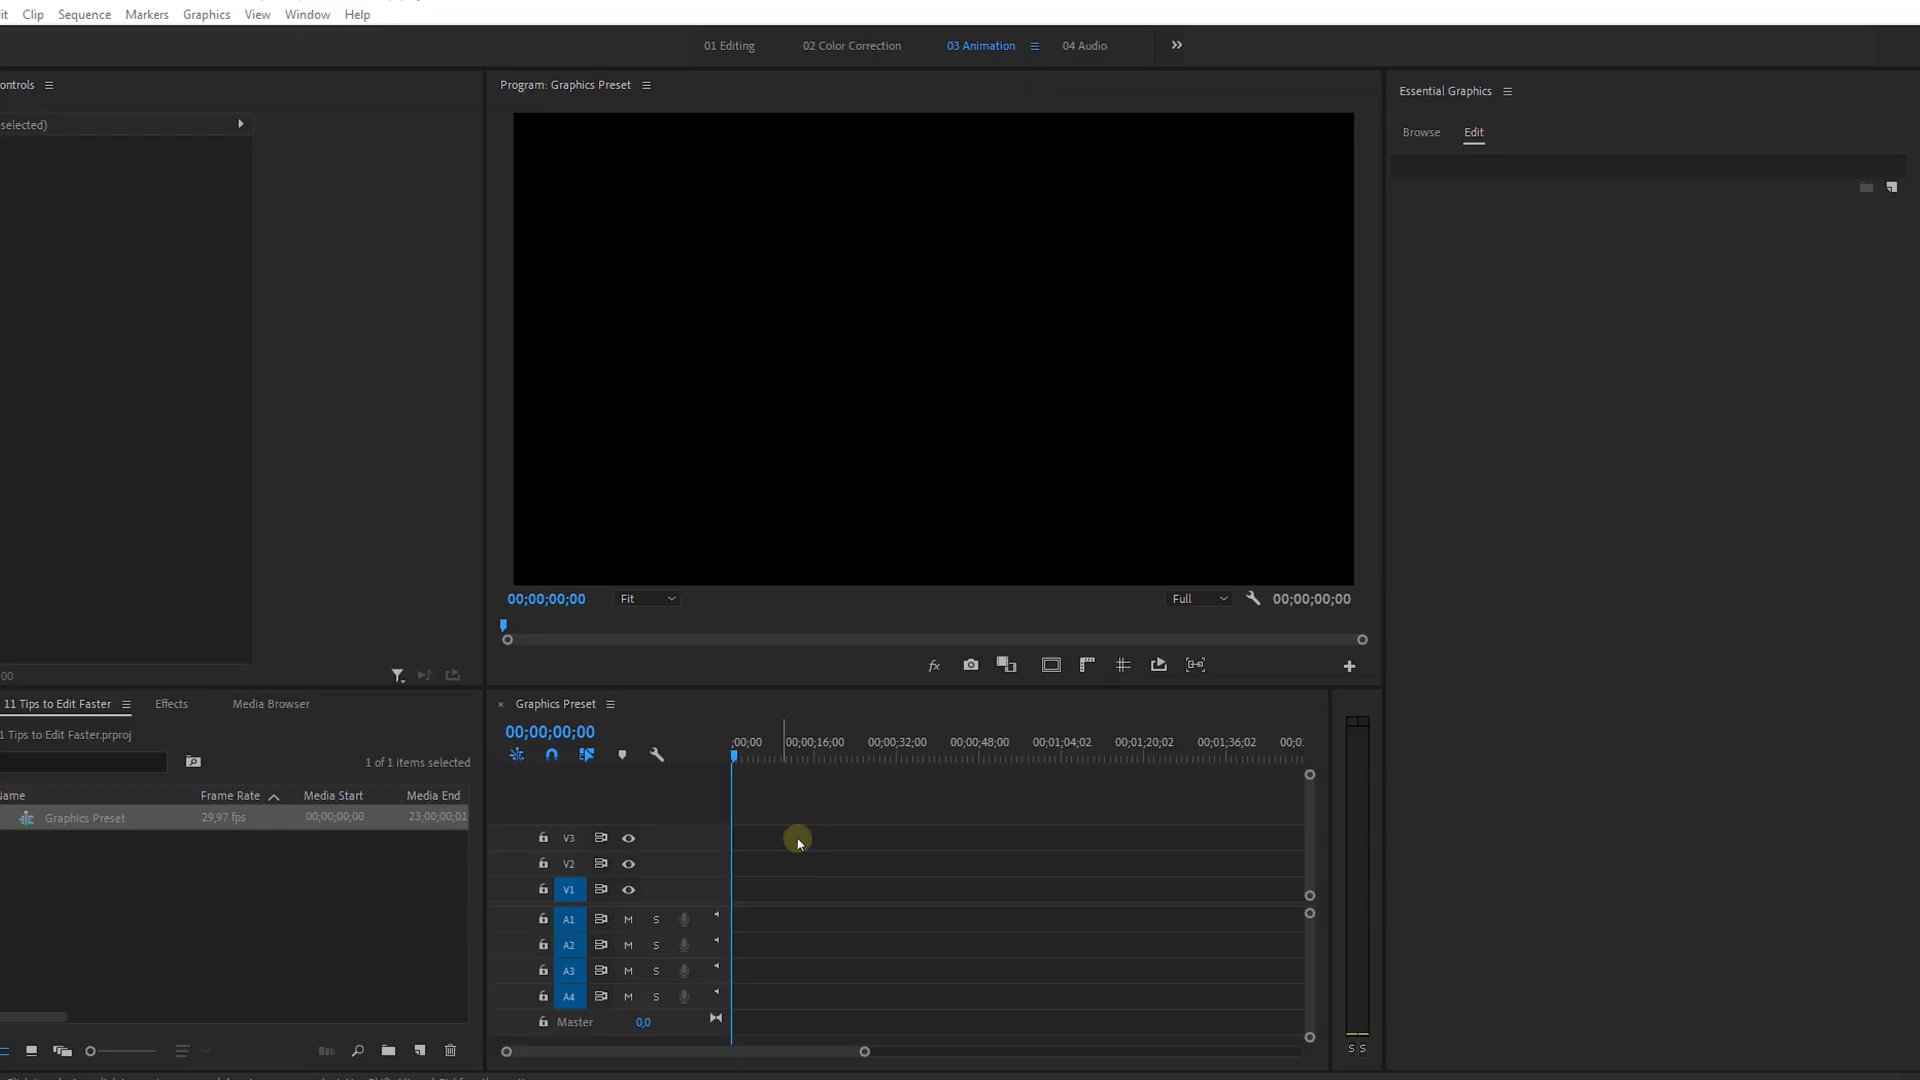 it Clip Sequence Markers Graphics View Window Help
01 Editing 02 Color Correction 03 Animation 04 Audio
ontrols
Program: Graphics Preset
Essential Graphics
selected)
Browse Edit
00;00;00;00 Fit Full 00;00;00;00
fx
00
11 Tips to Edit Faster Effects Media Browser
1 Tips to Edit Faster.prproj
1 of 1 items selected
ame Frame Rate Media Start Media End
Graphics Preset 29,97 fps 00;00;00;00 23;00;00;01
× Graphics Preset
00;00;00;00
;00;00 00;00;16;00 00;00;32;00 00;00;48;00 00;01;04;02 00;01;20;02 00;01;36;02 00;0
V3
V2
V1
A1 M S
A2 M S
A3 M S
A4 M S
Master 0,0
S S